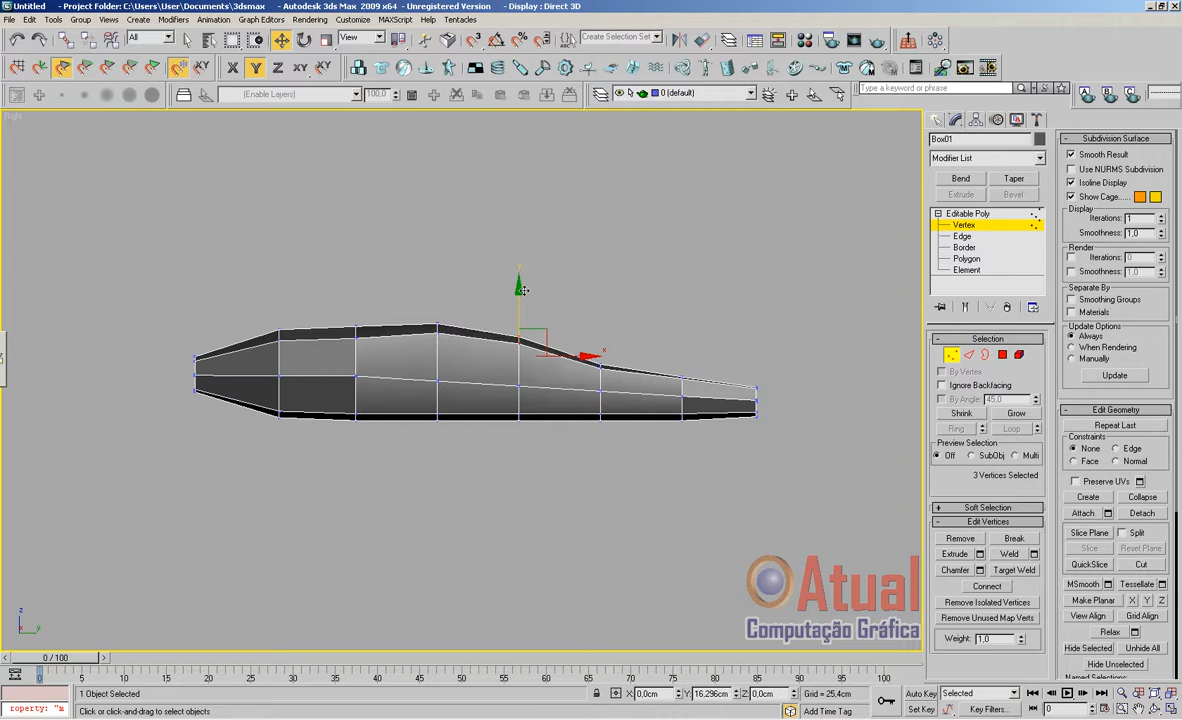 Untitled - Project Folder: C:\Users\User\Documents\3dsmax - Autodesk 3ds Max 2009 x64 - Unregistered Version - Display : Direct 3D
File Edit Tools Group Views Create Modifiers Animation Graph Editors Rendering Customize MAXScript Help Tentacles
All View Create Selection Set
X Y Z XY
(Enable Layers) 100,0 0 (default) Type a keyword or phrase A B C
Right
Box01
Modifier List
Bend Taper
Extrude Bevel
Editable Poly
Vertex
Edge
Border
Polygon
Element
Selection
By Vertex
Ignore Backfacing
By Angle: 45,0
Shrink Grow
Ring Loop
Preview Selection
Off SubObj Multi
3 Vertices Selected
Soft Selection
Edit Vertices
Remove Break
Extrude Weld
Chamfer Target Weld
Connect
Remove Isolated Vertices
Remove Unused Map Verts
Weight: 1,0
Subdivision Surface
Smooth Result
Use NURMS Subdivision
Isoline Display
Show Cage......
Display
Iterations: 1
Smoothness: 1,0
Render
Iterations: 0
Smoothness: 1,0
Separate By
Smoothing Groups
Materials
Update Options
Always
When Rendering
Manually
Update
Edit Geometry
Repeat Last
Constraints
None Edge
Face Normal
Preserve UVs
Create Collapse
Attach Detach
Slice Plane Split
Slice Reset Plane
QuickSlice Cut
MSmooth Tessellate
Make Planar X Y Z
View Align Grid Align
Relax
Hide Selected Unhide All
Hide Unselected
Named Selections:
y
x
z
x y
Atual
Computação Gráfica
0 / 100
0 5 10 15 20 25 30 35 40 45 50 55 60 65 70 75 80 85 90 95 100
1 Object Selected X: 0,0cm Y: 16,296cm Z: 0,0cm Grid = 25,4cm Auto Key Selected
roperty: "m Click or click-and-drag to select objects Add Time Tag Set Key Key Filters... 0